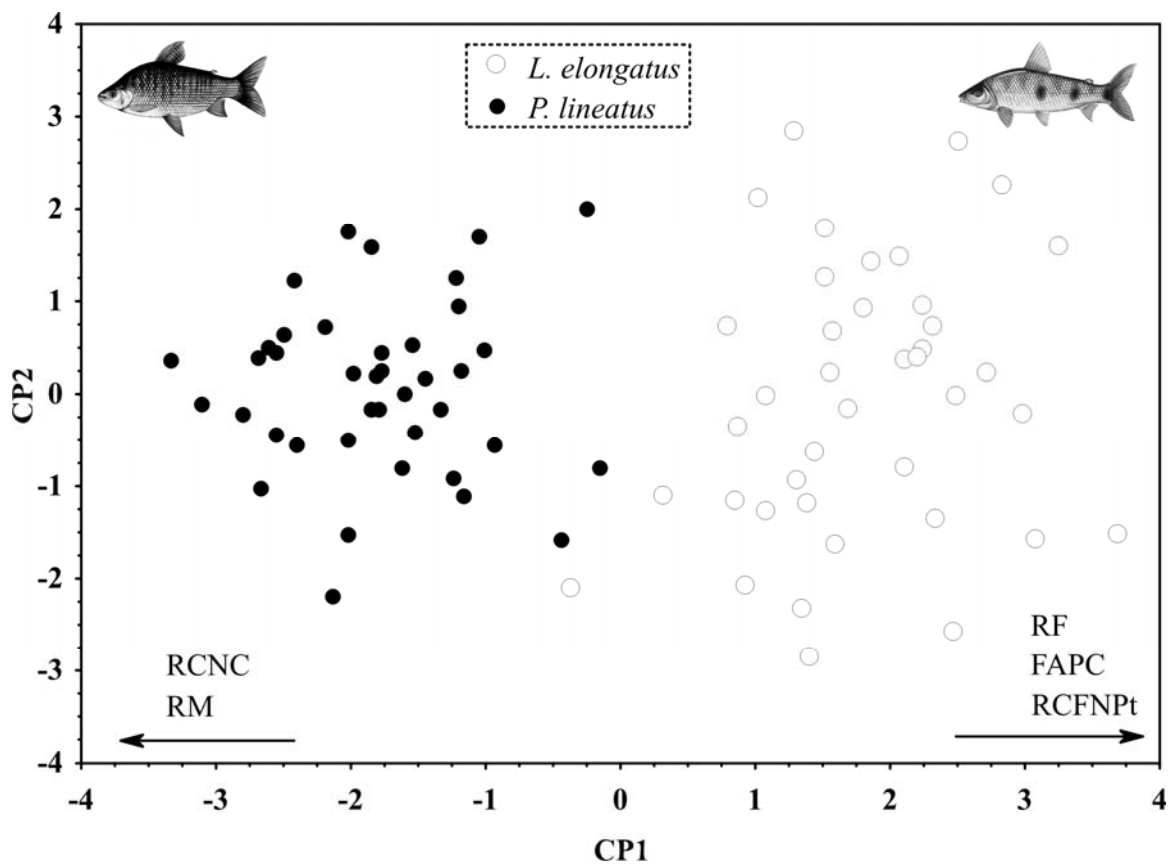 4
3
2
1
0
-1
-2
-3
-4
CP2
L. elongatus
P. lineatus
RCNC
RM
RF
FAPC
RCFNPt
-4 -3 -2 -1 0 1 2 3 4
CP1